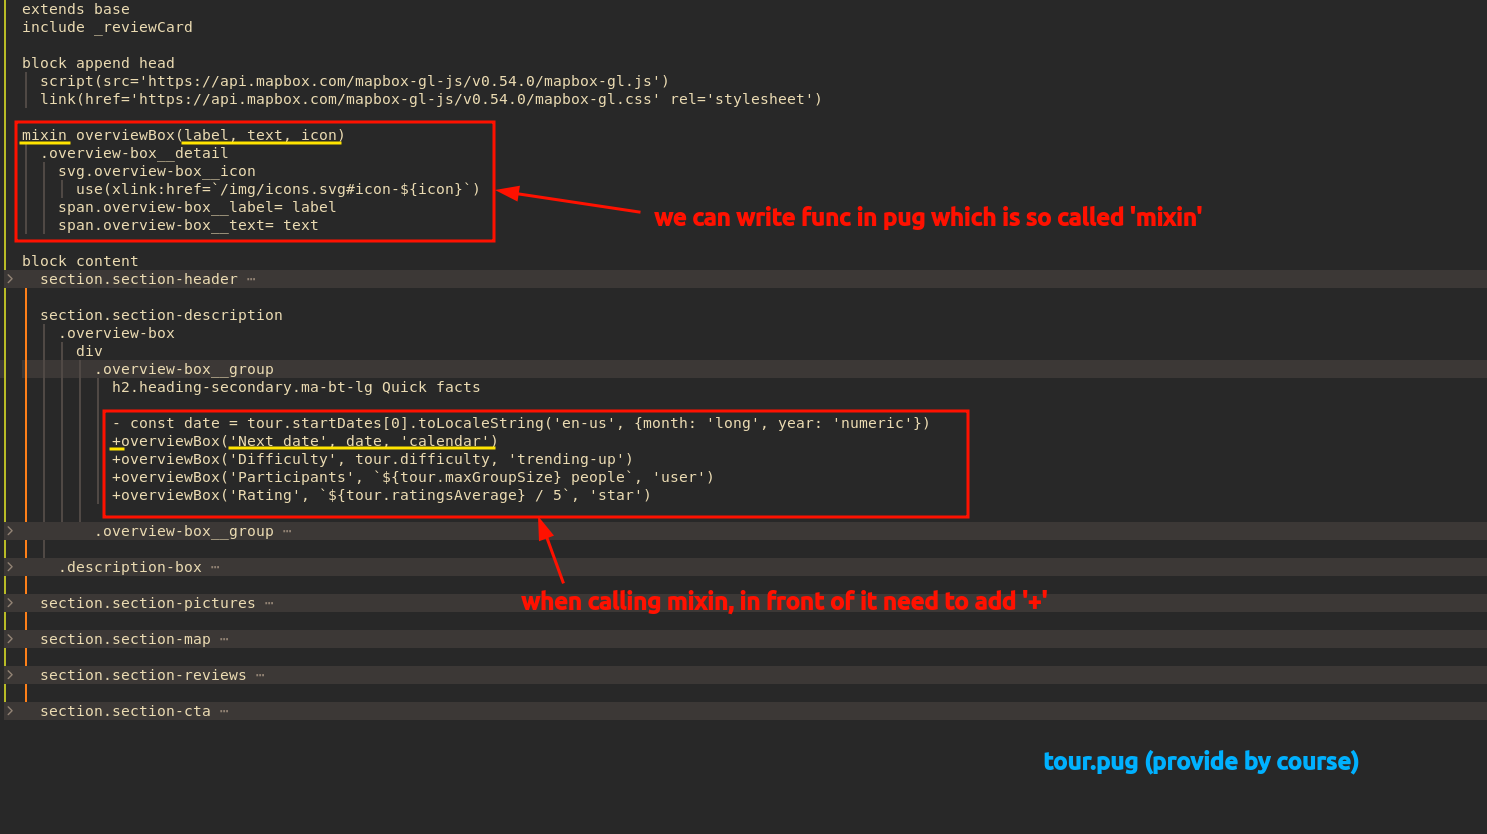 extends base
include _reviewCard
block append head
script(src='https://api.mapbox.com/mapbox-gl-js/v0.54.0/mapbox-gl.js')
link(href='https://api.mapbox.com/mapbox-gl-js/v0.54.0/mapbox-gl.css' rel='stylesheet')
mixin overviewBox(label, text, icon)
.overview-box__detail
svg.overview-box__icon
use(xlink:href=`/img/icons.svg#icon-${icon}`)
span.overview-box__label= label
we can write func in pug which is so called 'mixin'
span.overview-box__text= text
block content
section.section-header ⋯
section.section-description
.overview-box
div
.overview-box__group
h2.heading-secondary.ma-bt-lg Quick facts
- const date = tour.startDates[0].toLocaleString('en-us', {month: 'long', year: 'numeric'})
+overviewBox('Next date', date, 'calendar')
+overviewBox('Difficulty', tour.difficulty, 'trending-up')
+overviewBox('Participants', `${tour.maxGroupSize} people`, 'user')
+overviewBox('Rating', `${tour.ratingsAverage} / 5`, 'star')
.overview-box__group ⋯
.description-box ⋯
section.section-pictures ⋯
when calling mixin, in front of it need to add '+'
section.section-map ⋯
section.section-reviews ⋯
section.section-cta ⋯
tour.pug (provide by course)